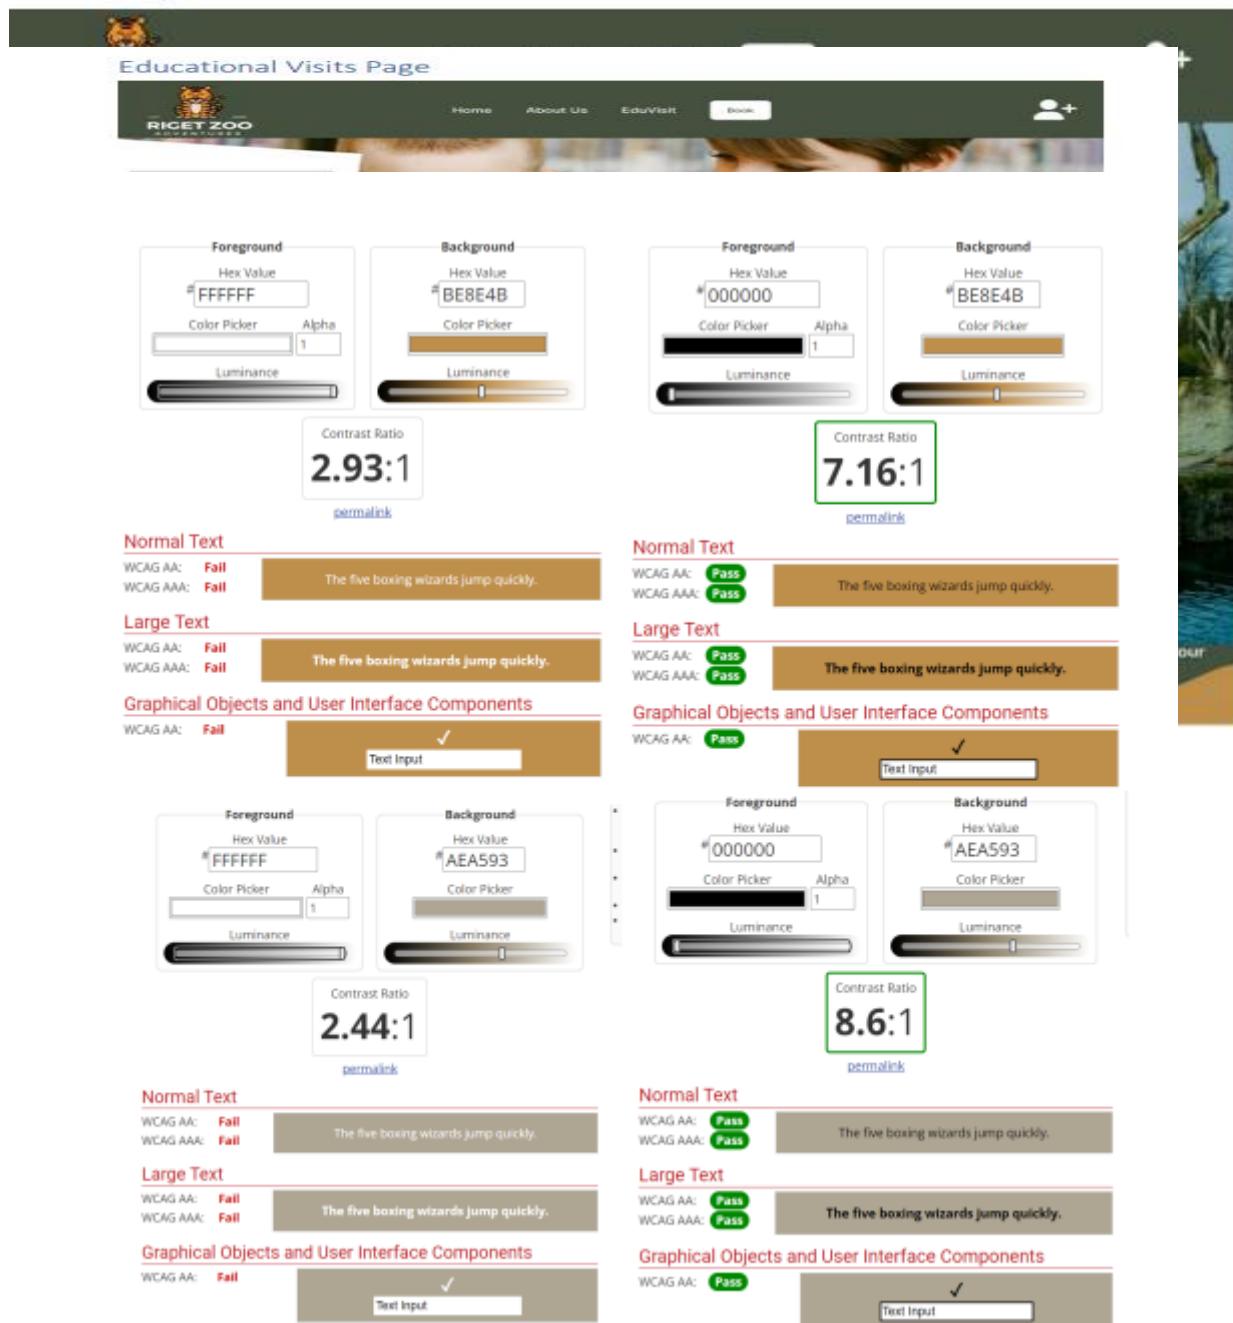 Educational Visits Page
RIGET ZOO
ADVENTURES
Home About Us EduVisit Book
Foreground
Hex Value
# FFFFFF
Color Picker Alpha
1
Luminance
Background
Hex Value
# BE8E4B
Color Picker
Luminance
Contrast Ratio
2.93:1
permalink
Normal Text
WCAG AA: Fail
WCAG AAA: Fail
The five boxing wizards jump quickly.
Large Text
WCAG AA: Fail
WCAG AAA: Fail
The five boxing wizards jump quickly.
Graphical Objects and User Interface Components
WCAG AA: Fail
✓
Text Input
Foreground
Hex Value
# 000000
Color Picker Alpha
1
Luminance
Background
Hex Value
# BE8E4B
Color Picker
Luminance
Contrast Ratio
7.16:1
permalink
Normal Text
WCAG AA: Pass
WCAG AAA: Pass
The five boxing wizards jump quickly.
Large Text
WCAG AA: Pass
WCAG AAA: Pass
The five boxing wizards jump quickly.
Graphical Objects and User Interface Components
WCAG AA: Pass
✓
Text Input
our
Foreground
Hex Value
# FFFFFF
Color Picker Alpha
1
Luminance
Background
Hex Value
# AEA593
Color Picker
Luminance
Contrast Ratio
2.44:1
permalink
Normal Text
WCAG AA: Fail
WCAG AAA: Fail
The five boxing wizards jump quickly.
Large Text
WCAG AA: Fail
WCAG AAA: Fail
The five boxing wizards jump quickly.
Graphical Objects and User Interface Components
WCAG AA: Fail
✓
Text Input
Foreground
Hex Value
# 000000
Color Picker Alpha
1
Luminance
Background
Hex Value
# AEA593
Color Picker
Luminance
Contrast Ratio
8.6:1
permalink
Normal Text
WCAG AA: Pass
WCAG AAA: Pass
The five boxing wizards jump quickly.
Large Text
WCAG AA: Pass
WCAG AAA: Pass
The five boxing wizards jump quickly.
Graphical Objects and User Interface Components
WCAG AA: Pass
✓
Text Input